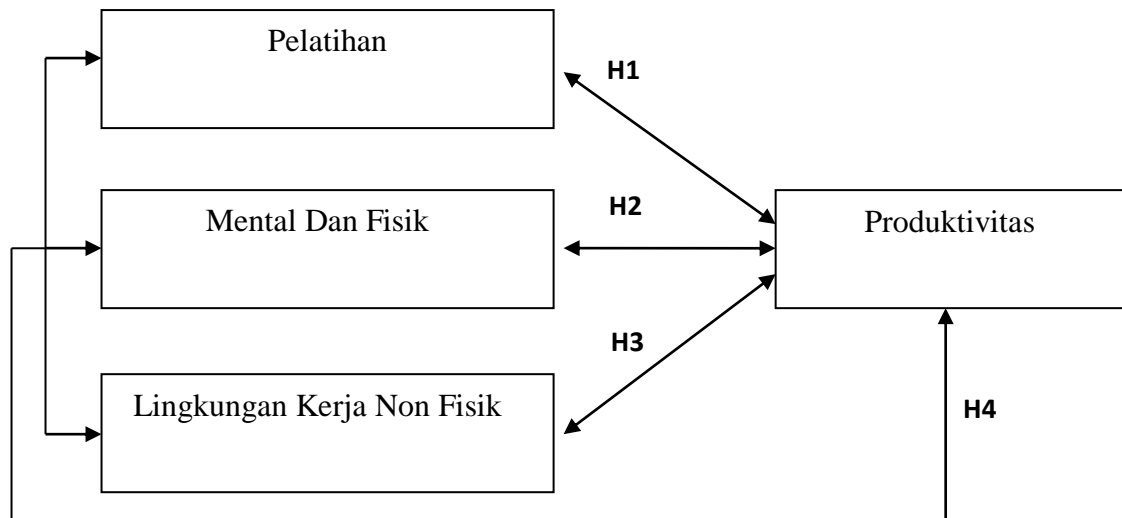 Pelatihan
H1
Mental Dan Fisik
H2
Produktivitas
H3
Lingkungan Kerja Non Fisik
H4